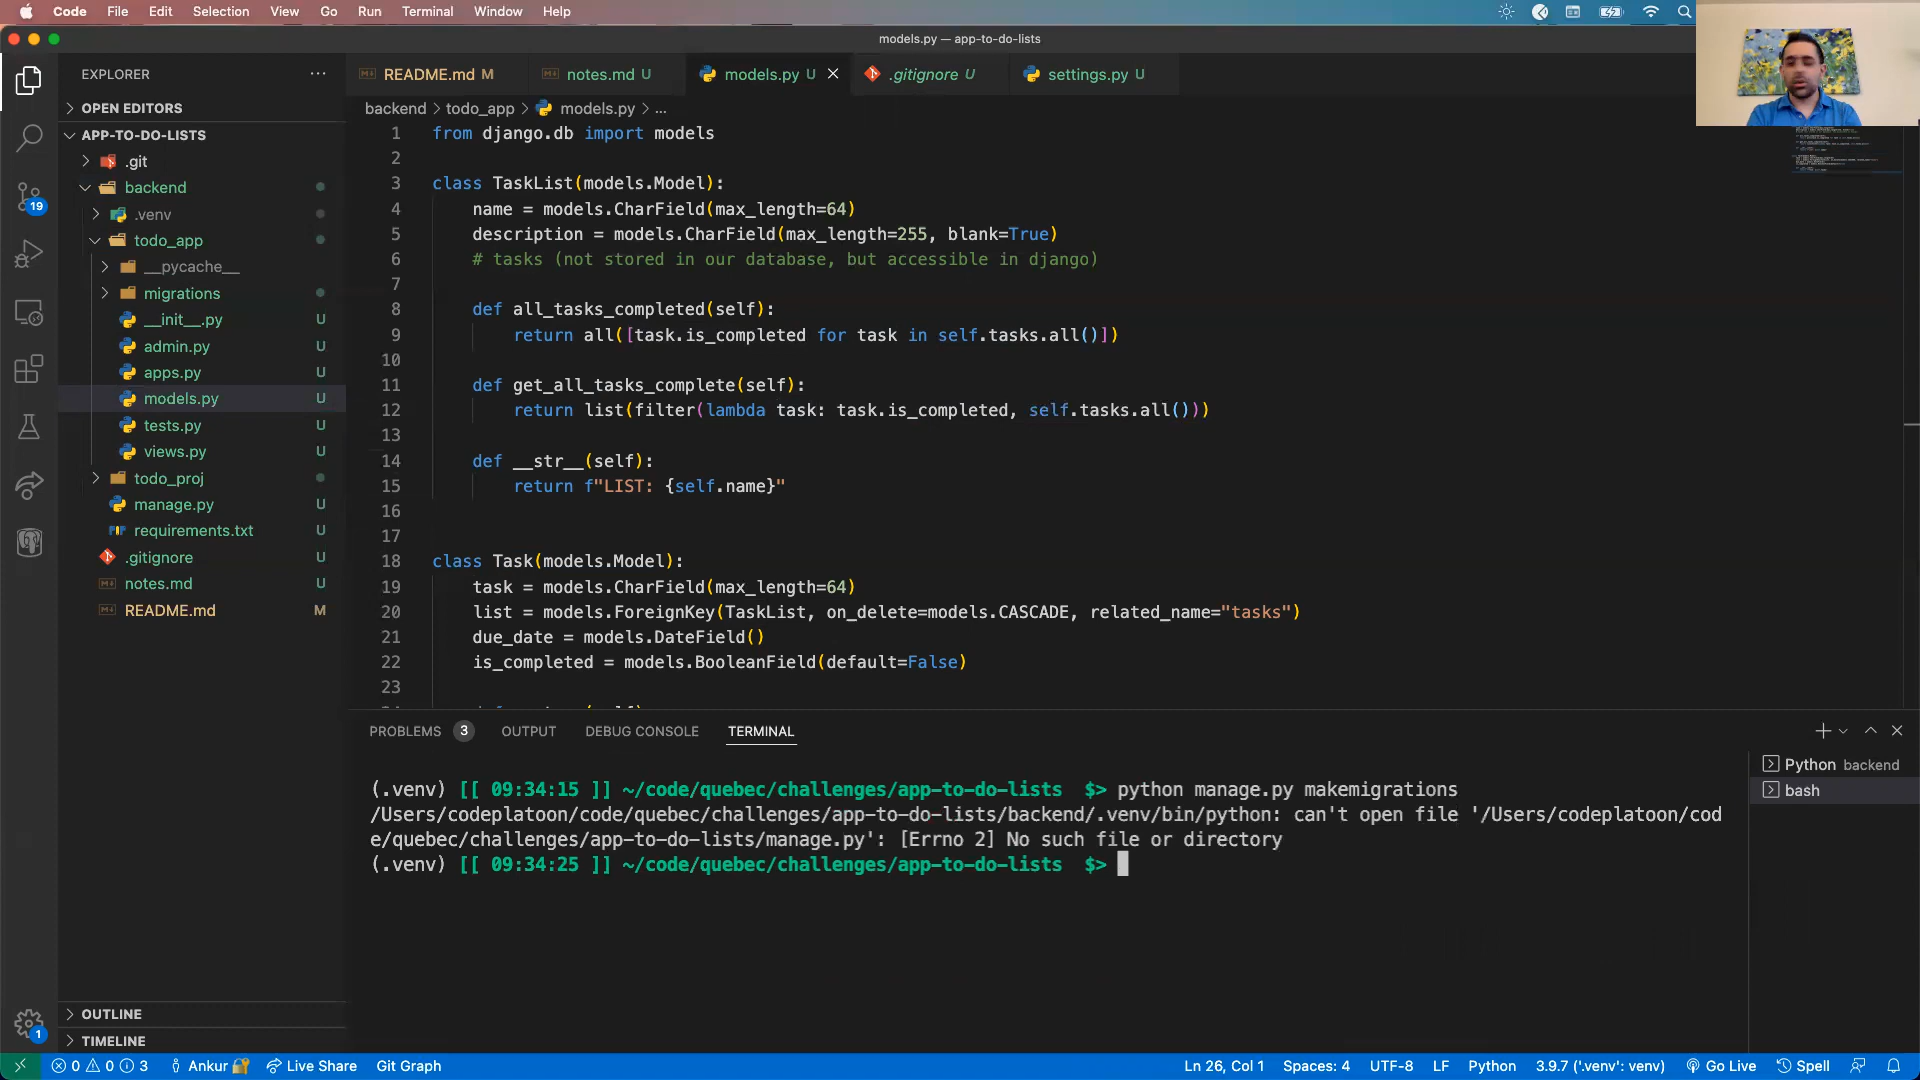 Code File Edit Selection View Go Run Terminal Window Help
models.py — app-to-do-lists
EXPLORER
README.md M
notes.md U
models.py U
.gitignore U
settings.py U
OPEN EDITORS
backend > todo_app > models.py > ...
APP-TO-DO-LISTS
.git
backend
.venv
todo_app
__pycache__
migrations
__init__.py U
admin.py U
apps.py U
models.py U
tests.py U
views.py U
todo_proj
manage.py U
requirements.txt U
.gitignore U
notes.md U
README.md M
OUTLINE
TIMELINE
19
1
1 from django.db import models
2
3 class TaskList(models.Model):
4 name = models.CharField(max_length=64)
5 description = models.CharField(max_length=255, blank=True)
6 # tasks (not stored in our database, but accessible in django)
7
8 def all_tasks_completed(self):
9 return all([task.is_completed for task in self.tasks.all()])
10
11 def get_all_tasks_complete(self):
12 return list(filter(lambda task: task.is_completed, self.tasks.all()))
13
14 def __str__(self):
15 return f"LIST: {self.name}"
16
17
18 class Task(models.Model):
19 task = models.CharField(max_length=64)
20 list = models.ForeignKey(TaskList, on_delete=models.CASCADE, related_name="tasks")
21 due_date = models.DateField()
22 is_completed = models.BooleanField(default=False)
23
PROBLEMS 3 OUTPUT DEBUG CONSOLE TERMINAL
(.venv) [[ 09:34:15 ]] ~/code/quebec/challenges/app-to-do-lists $> python manage.py makemigrations
/Users/codeplatoon/code/quebec/challenges/app-to-do-lists/backend/.venv/bin/python: can't open file '/Users/codeplatoon/cod
e/quebec/challenges/app-to-do-lists/manage.py': [Errno 2] No such file or directory
(.venv) [[ 09:34:25 ]] ~/code/quebec/challenges/app-to-do-lists $>
Python backend
bash
0 0 3 Ankur Live Share Git Graph Ln 26, Col 1 Spaces: 4 UTF-8 LF Python 3.9.7 ('.venv': venv) Go Live Spell